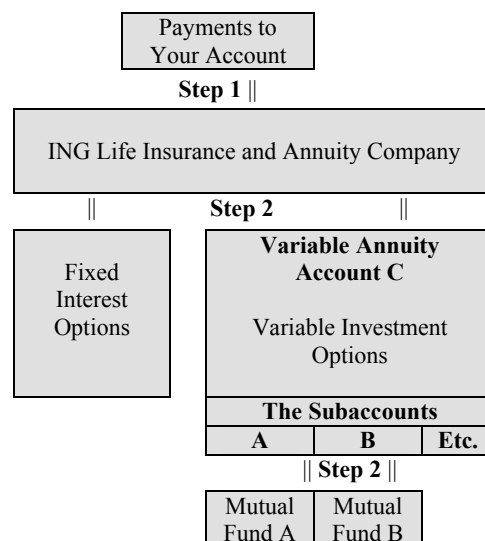 Payments to
Your Account
Step 1 ||
ING Life Insurance and Annuity Company
|| Step 2 ||
Fixed
Interest
Options
Variable Annuity
Account C
Variable Investment
Options
The Subaccounts
A B Etc.
|| Step 2 ||
Mutual
Fund A
Mutual
Fund B